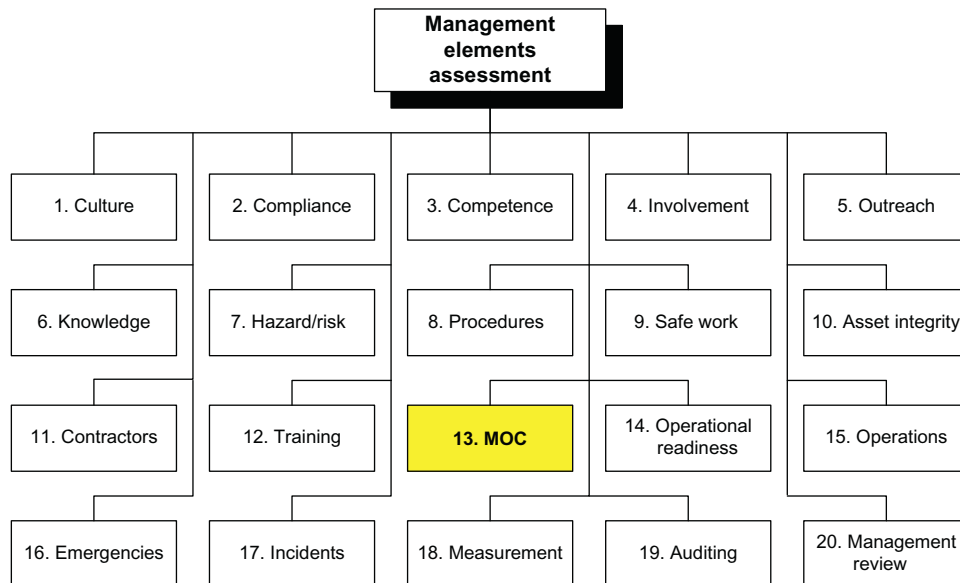 Management
elements
assessment
1. Culture
2. Compliance
3. Competence
4. Involvement
5. Outreach
6. Knowledge
7. Hazard/risk
8. Procedures
9. Safe work
10. Asset integrity
11. Contractors
12. Training
13. MOC
14. Operational
readiness
15. Operations
16. Emergencies
17. Incidents
18. Measurement
19. Auditing
20. Management
review